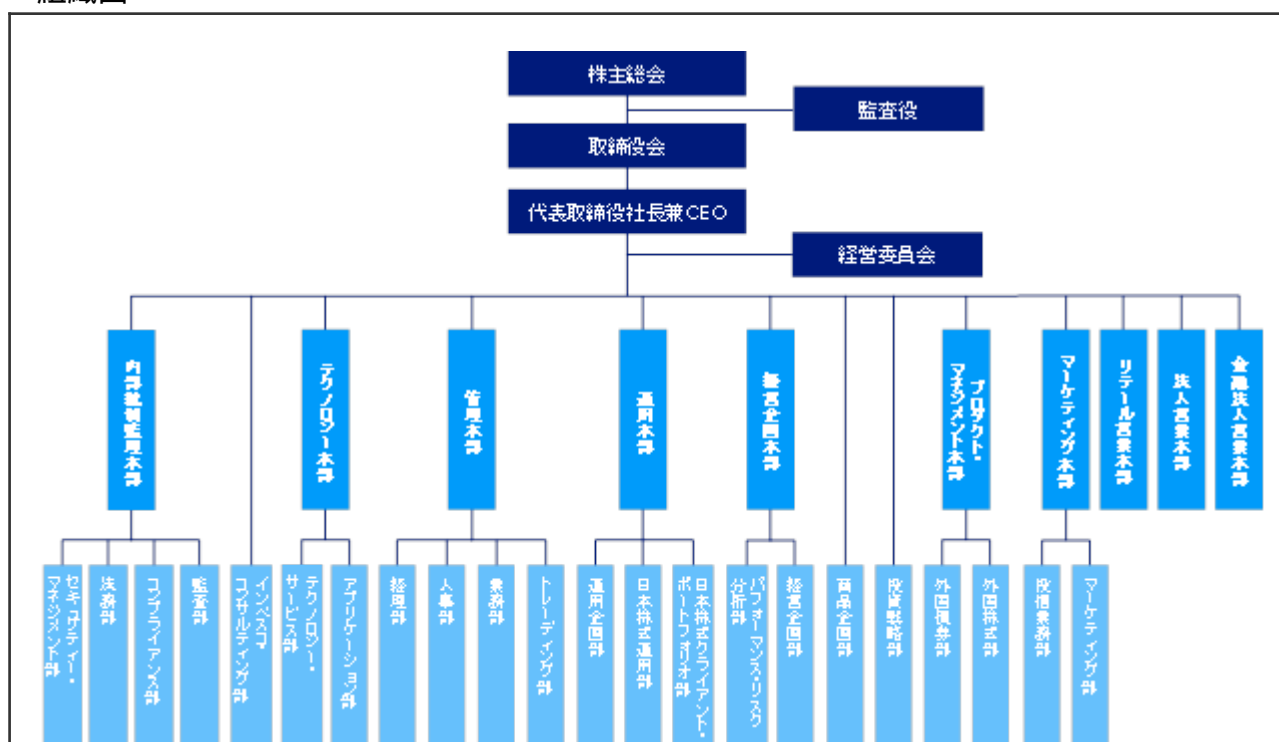 組織図
株主総会
監査役
取締役会
代表取締役社長兼CEO
経営委員会
内部統制監理本部
テクノロジー本部
管理本部
運用本部
経営企画本部
プロダクト・
マネジメント本部
マーケティング本部
リテール営業本部
法人営業本部
金融法人営業本部
セキュリティー・
マネジメント部
法務部
コンプライアンス部
監査部
インベスコ・
コンサルティング部
テクノロジー・
サービス部
アプリケーション部
経理部
人事部
業務部
トレーディング部
運用企画部
日本株式運用部
日本株式クライアント・
ポートフォリオ部
パフォーマンス・リスク
分析部
経営企画部
商品企画部
投資戦略部
外国債券部
外国株式部
投信業務部
マーケティング部